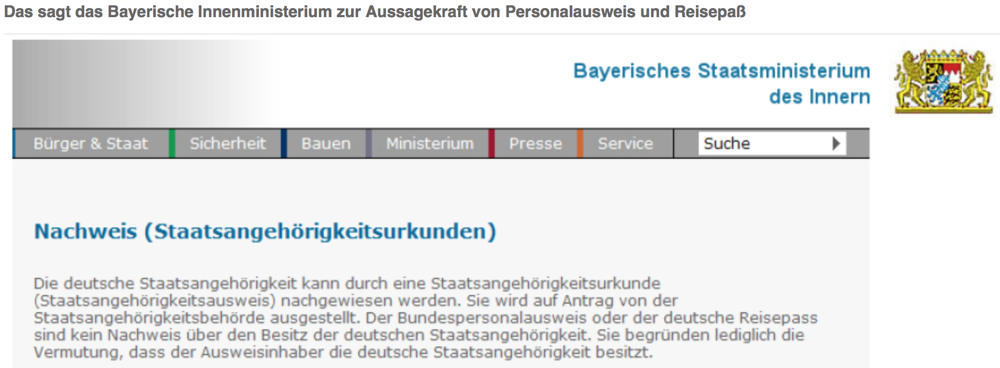 Das sagt das Bayerische Innenministerium zur Aussagekraft von Personalausweis und Reisepaß
Bayerisches Staatsministerium
des Innern
Bürger & Staat Sicherheit Bauen Ministerium Presse Service Suche
Nachweis (Staatsangehörigkeitsurkunden)
Die deutsche Staatsangehörigkeit kann durch eine Staatsangehörigkeitsurkunde
(Staatsangehörigkeitsausweis) nachgewiesen werden. Sie wird auf Antrag von der
Staatsangehörigkeitsbehörde ausgestellt. Der Bundespersonalausweis oder der deutsche Reisepass
sind kein Nachweis über den Besitz der deutschen Staatsangehörigkeit. Sie begründen lediglich die
Vermutung, dass der Ausweisinhaber die deutsche Staatsangehörigkeit besitzt.